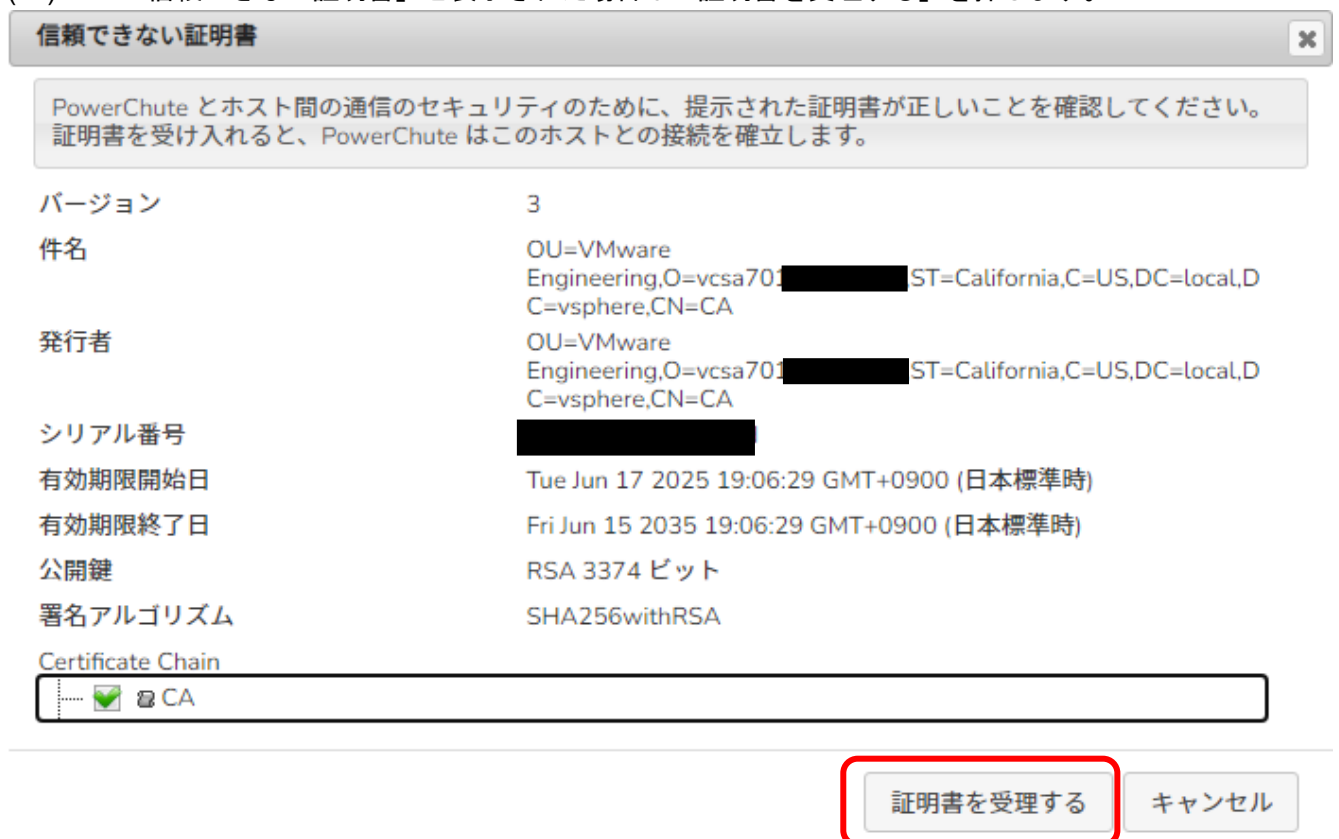 信頼できない証明書
PowerChute とホスト間の通信のセキュリティのために、提示された証明書が正しいことを確認してください。
証明書を受け入れると、PowerChute はこのホストとの接続を確立します。
バージョン 3
件名 OU=VMware
Engineering,O=vcsa701 ,ST=California,C=US,DC=local,D
C=vsphere,CN=CA
発行者 OU=VMware
Engineering,O=vcsa701 ST=California,C=US,DC=local,D
C=vsphere,CN=CA
シリアル番号
有効期限開始日 Tue Jun 17 2025 19:06:29 GMT+0900 (日本標準時)
有効期限終了日 Fri Jun 15 2035 19:06:29 GMT+0900 (日本標準時)
公開鍵 RSA 3374 ビット
署名アルゴリズム SHA256withRSA
Certificate Chain
CA
証明書を受理する キャンセル